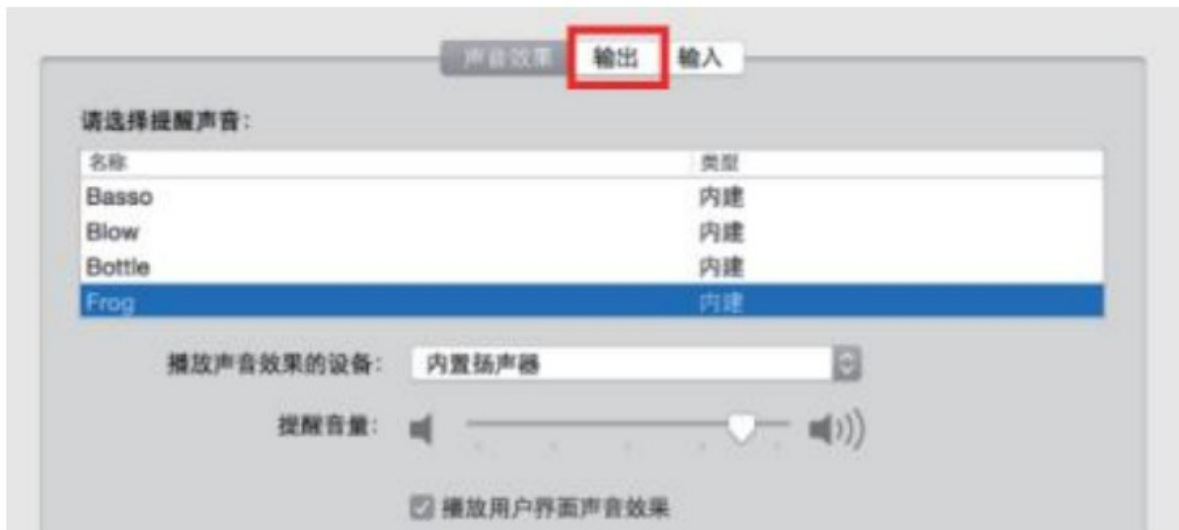 声音效果 输出 输入
请选择提醒声音：
名称 类型
Basso 内建
Blow 内建
Bottle 内建
Frog 内建
播放声音效果的设备： 内置扬声器
提醒音量：
播放用户界面声音效果